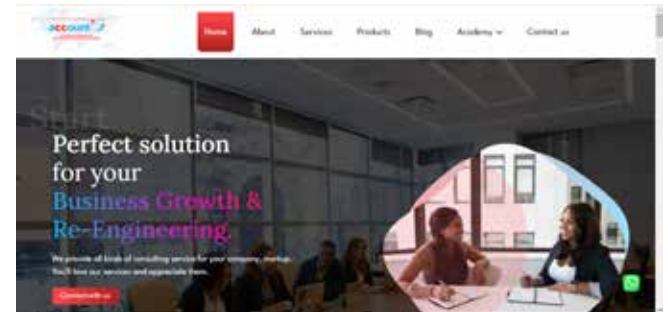 account
Home About Services Products Blog Academy Contact us
Start
Perfect solution
for your
Business Growth &
Re-Engineering.
We provide all kinds of consulting service for your company, startup.
You'll love our services and appreciate them.
Contact with us